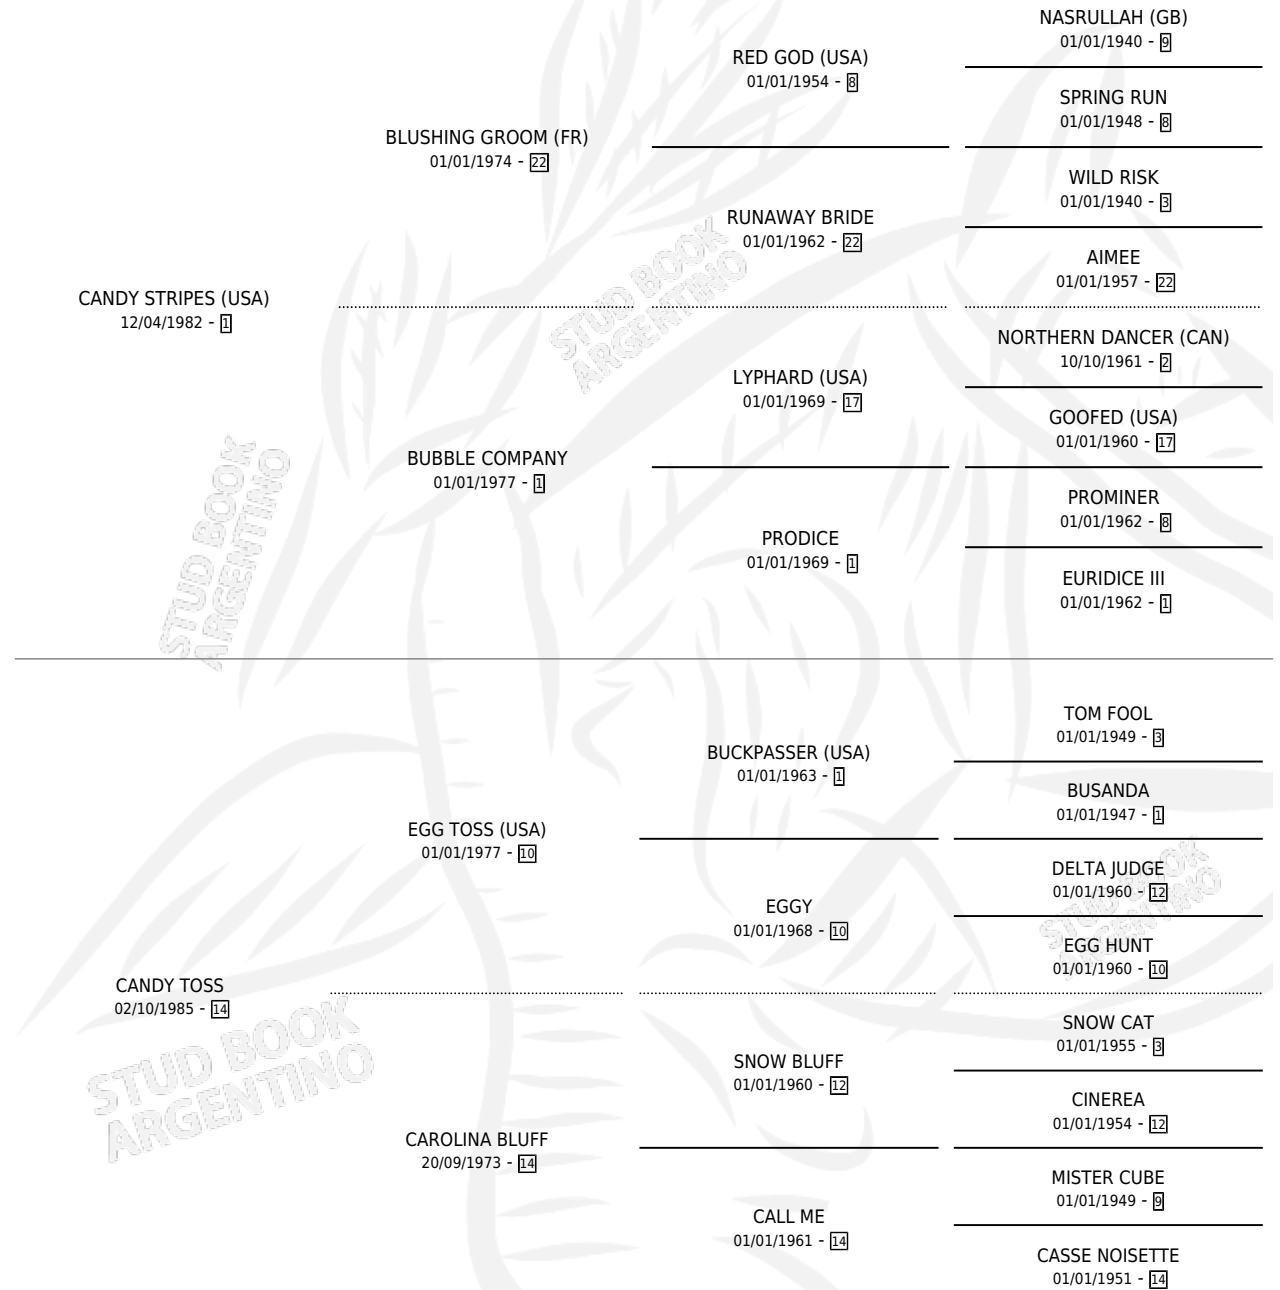 NASRULLAH (GB)
01/01/1940 - 9
RED GOD (USA)
01/01/1954 - 8
SPRING RUN
01/01/1948 - 8
BLUSHING GROOM (FR)
01/01/1974 - 22
WILD RISK
01/01/1940 - 3
RUNAWAY BRIDE
01/01/1962 - 22
AIMEE
01/01/1957 - 22
CANDY STRIPES (USA)
12/04/1982 - 1
NORTHERN DANCER (CAN)
10/10/1961 - 2
LYPHARD (USA)
01/01/1969 - 17
GOOFED (USA)
01/01/1960 - 17
BUBBLE COMPANY
01/01/1977 - 1
PROMINER
01/01/1962 - 8
PRODICE
01/01/1969 - 1
EURIDICE III
01/01/1962 - 1
STUD BOOK
ARGENTINO
STUD BOOK
ARGENTINO
TOM FOOL
01/01/1949 - 3
BUCKPASSER (USA)
01/01/1963 - 1
BUSANDA
01/01/1947 - 1
EGG TOSS (USA)
01/01/1977 - 10
DELTA JUDGE
01/01/1960 - 12
EGGY
01/01/1968 - 10
EGG HUNT
01/01/1960 - 10
CANDY TOSS
02/10/1985 - 14
SNOW CAT
01/01/1955 - 3
SNOW BLUFF
01/01/1960 - 12
CINEREA
01/01/1954 - 12
CAROLINA BLUFF
20/09/1973 - 14
MISTER CUBE
01/01/1949 - 9
CALL ME
01/01/1961 - 14
CASSE NOISETTE
01/01/1951 - 14
STUD BOOK
ARGENTINO
STUD BOOK
ARGENTINO